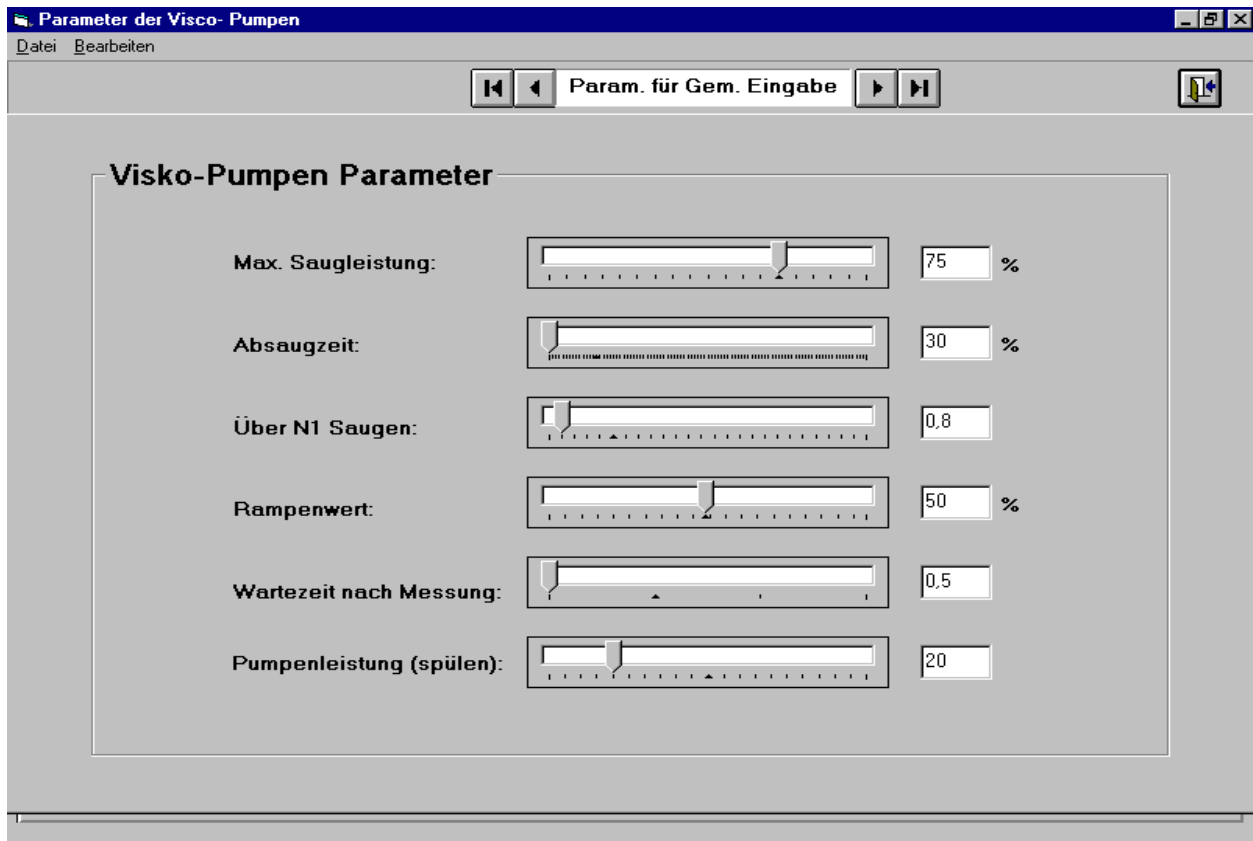 Parameter der Visco- Pumpen
Datei Bearbeiten
Param. für Gem. Eingabe
Visko-Pumpen Parameter
Max. Saugleistung: 75 %
Absaugzeit: 30 %
Über N1 Saugen: 0,8
Rampenwert: 50 %
Wartezeit nach Messung: 0,5
Pumpenleistung (spülen): 20